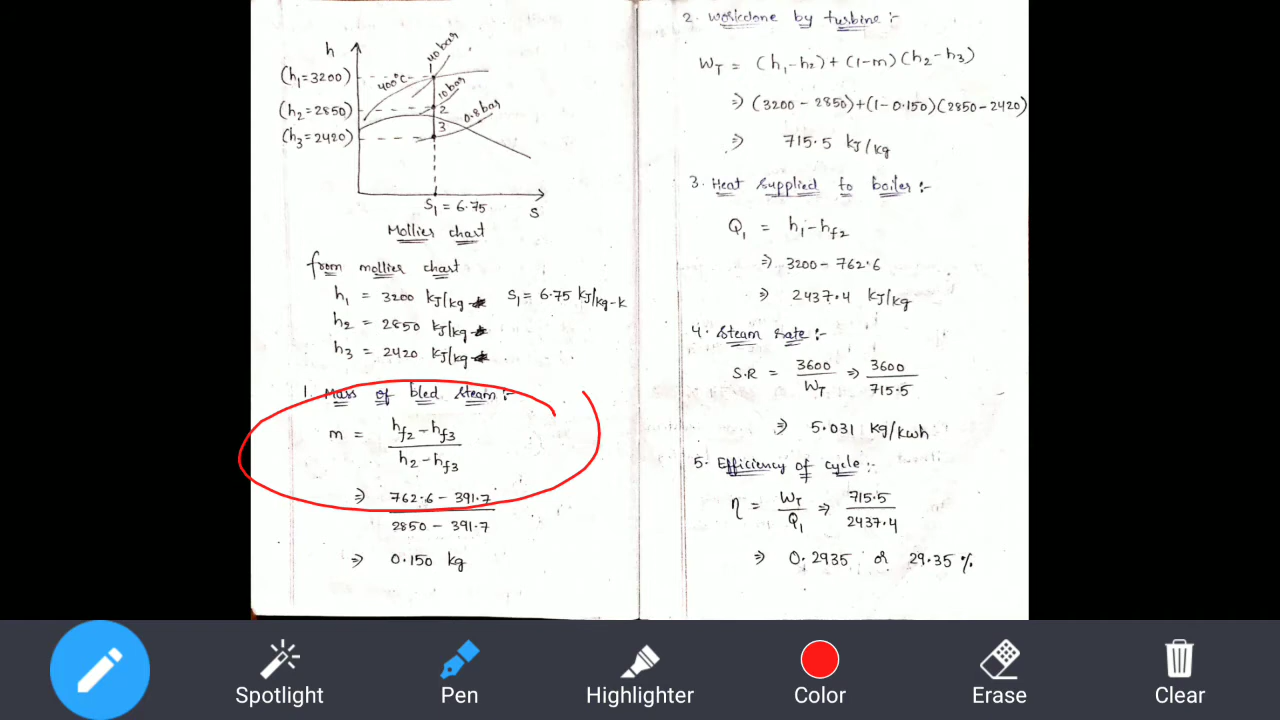 h
(h1=3200)
(h2=2850)
(h3=2420)
400°C
40 bar
10 bar
0.8 bar
1
2
3
S1 = 6.75
S
Mollier chart
from mollier chart
h1 = 3200 kJ/kg S1 = 6.75 kJ/kg-K
h2 = 2850 kJ/kg
h3 = 2420 kJ/kg
1. Mass of bled steam:-
m = hf2 - hf3
h2 - hf3
⇒ 762.6 - 391.7
2850 - 391.7
⇒ 0.150 kg
2. Workdone by turbine:-
WT = (h1-h2)+(1-m)(h2-h3)
⇒ (3200 - 2850)+(1-0.150)(2850-2420)
⇒ 715.5 kJ/kg
3. Heat supplied to boiler:-
Q1 = h1-hf2
⇒ 3200 - 762.6
⇒ 2437.4 kJ/kg
4. Steam rate:-
S.R = 3600 ⇒ 3600
WT 715.5
⇒ 5.031 kg/kwh
5. Efficiency of cycle:-
η = WT ⇒ 715.5
Q1 2437.4
⇒ 0.2935 or 29.35 %
Spotlight
Pen
Highlighter
Color
Erase
Clear